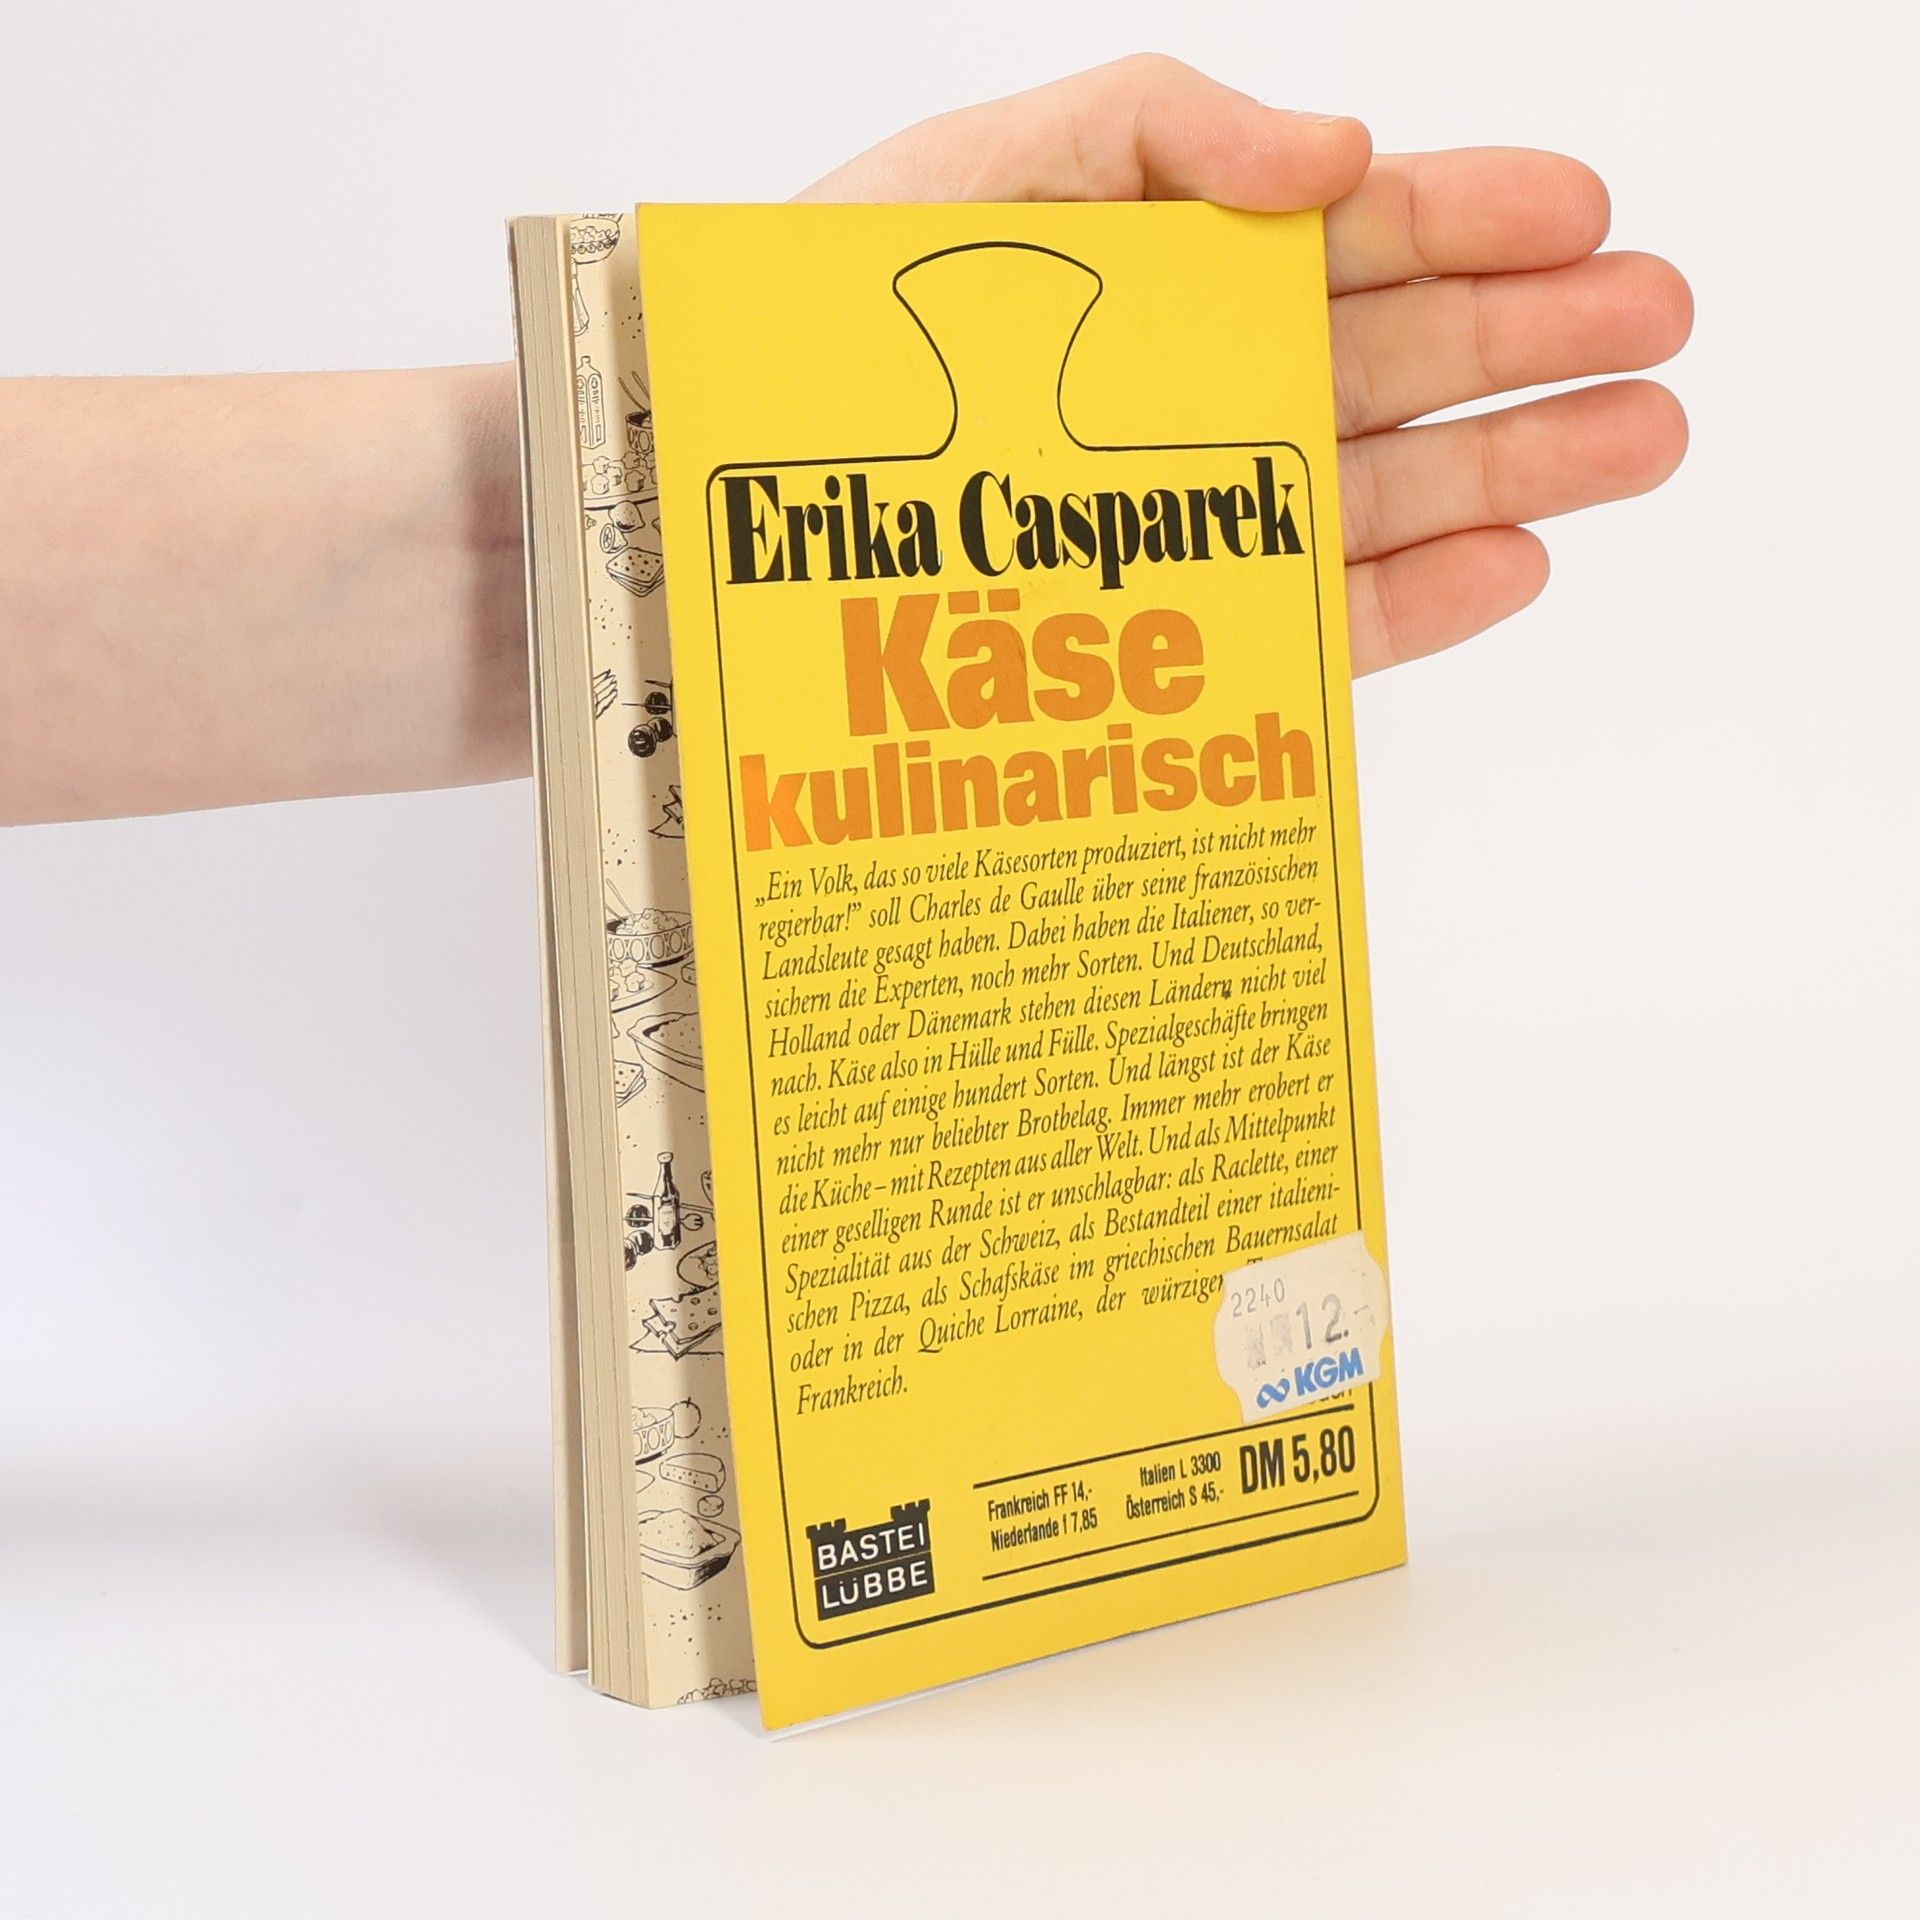 Erika Casparek
Käse
kulinarisch
„Ein Volk, das so viele Käsesorten produziert, ist nicht mehr
regierbar!” soll Charles de Gaulle über seine französischen
Landsleute gesagt haben. Dabei haben die Italiener, so ver-
sichern die Experten, noch mehr Sorten. Und Deutschland,
Holland oder Dänemark stehen diesen Ländern nicht viel
nach. Käse also in Hülle und Fülle. Spezialgeschäfte bringen
es leicht auf einige hundert Sorten. Und längst ist der Käse
nicht mehr nur beliebter Brotbelag. Immer mehr erobert er
die Küche – mit Rezepten aus aller Welt. Und als Mittelpunkt
einer geselligen Runde ist er unschlagbar: als Raclette, einer
Spezialität aus der Schweiz, als Bestandteil einer italieni-
schen Pizza, als Schafskäse im griechischen Bauernsalat
oder in der Quiche Lorraine, der würzigen
Frankreich.
2240
12.-
KGM
Frankreich FF 14,-
Niederlande f 7,85
Italien L 3300
Österreich S 45,-
DM 5,80
BASTEI
LÜBBE